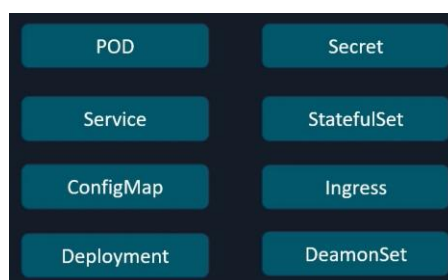 POD
Secret
Service
StatefulSet
ConfigMap
Ingress
Deployment
DeamonSet